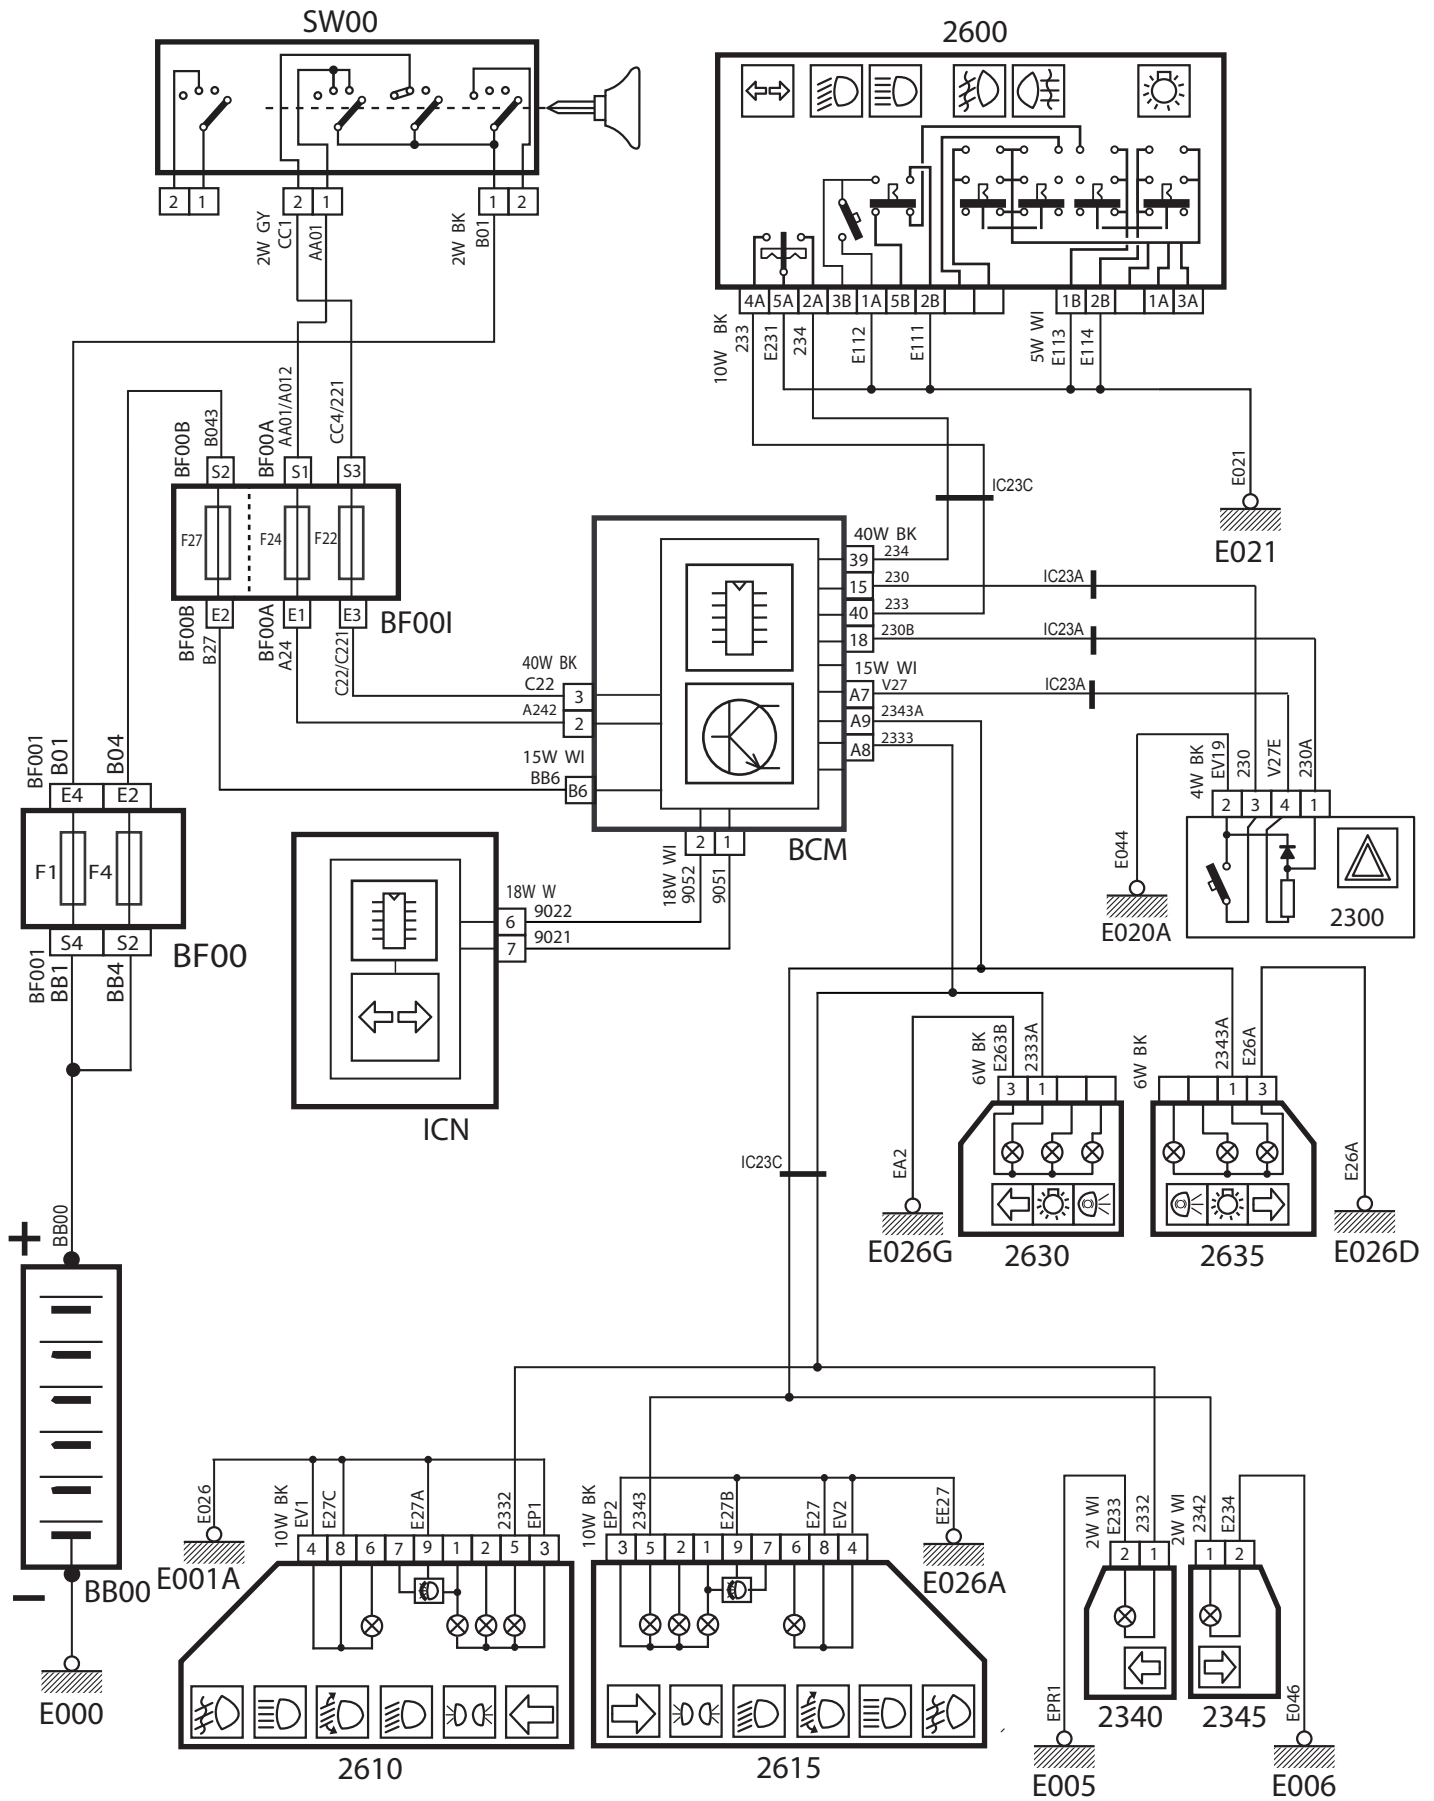 SW00
2600
2 1
2 1
1 2
2W GY
CC1
AA01
2W BK
B01
4A 5A 2A 3B 1A 5B 2B
1B 2B 1A 3A
10W BK
233
E231
234
E112
E111
5W WI
E113
E114
BF00B
B043
BF00A
AA01/A012
CC4/221
S2 S1 S3
F27 F24 F22
E2 E1 E3
BF00I
BF00B
B27
BF00A
A24
C22/C221
IC23C
E021
E021
40W BK
39 234
15 230 IC23A
40 233
18 230B IC23A
15W WI
A7 V27 IC23A
A9 2343A
A8 2333
40W BK
C22 3
A242 2
15W WI
BB6 B6
BCM
2 1
18W WI
9052
9051
BF001
B01
B04
E4 E2
F1 F4
S4 S2
BF00
BF001
BB1
BB4
18W W
6 9022
7 9021
ICN
4W BK
EV19
230
V27E
230A
2 3 4 1
2300
E044
E020A
6W BK
E263B
2333A
3 1
6W BK
2343A
E26A
1 3
EA2
E026G
2630
2635
E26A
E026D
IC23C
+
BB00
–
BB00
E000
E026
E001A
10W BK
EV1
E27C
E27A
2332
EP1
4 8 6 7 9 1 2 5 3
2610
10W BK
EP2
2343
E27B
E27
EV2
3 5 2 1 9 7 6 8 4
2615
EE27
E026A
2W WI
E233
2332
2 1
2340
2W WI
2342
E234
1 2
2345
EPR1
E005
E046
E006